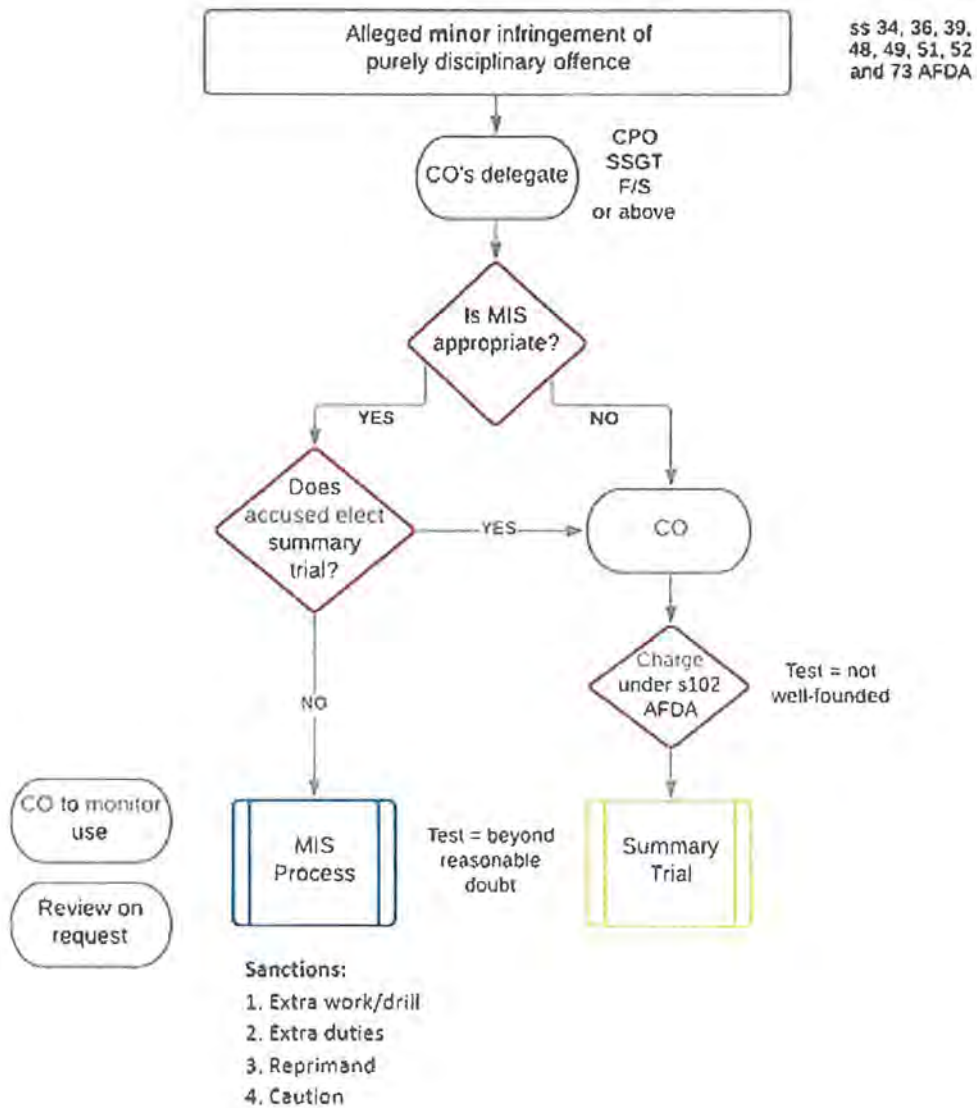 Alleged minor infringement of
purely disciplinary offence
ss 34, 36, 39,
48, 49, 51, 52
and 73 AFDA
CO's delegate
CPO
SSGT
F/S
or above
Is MIS
appropriate?
YES
NO
Does
accused elect
summary
trial?
YES
CO
NO
Charge
under s102
AFDA
Test = not
well-founded
CO to monitor
use
Review on
request
MIS
Process
Test = beyond
reasonable
doubt
Summary
Trial
Sanctions:
1. Extra work/drill
2. Extra duties
3. Reprimand
4. Caution